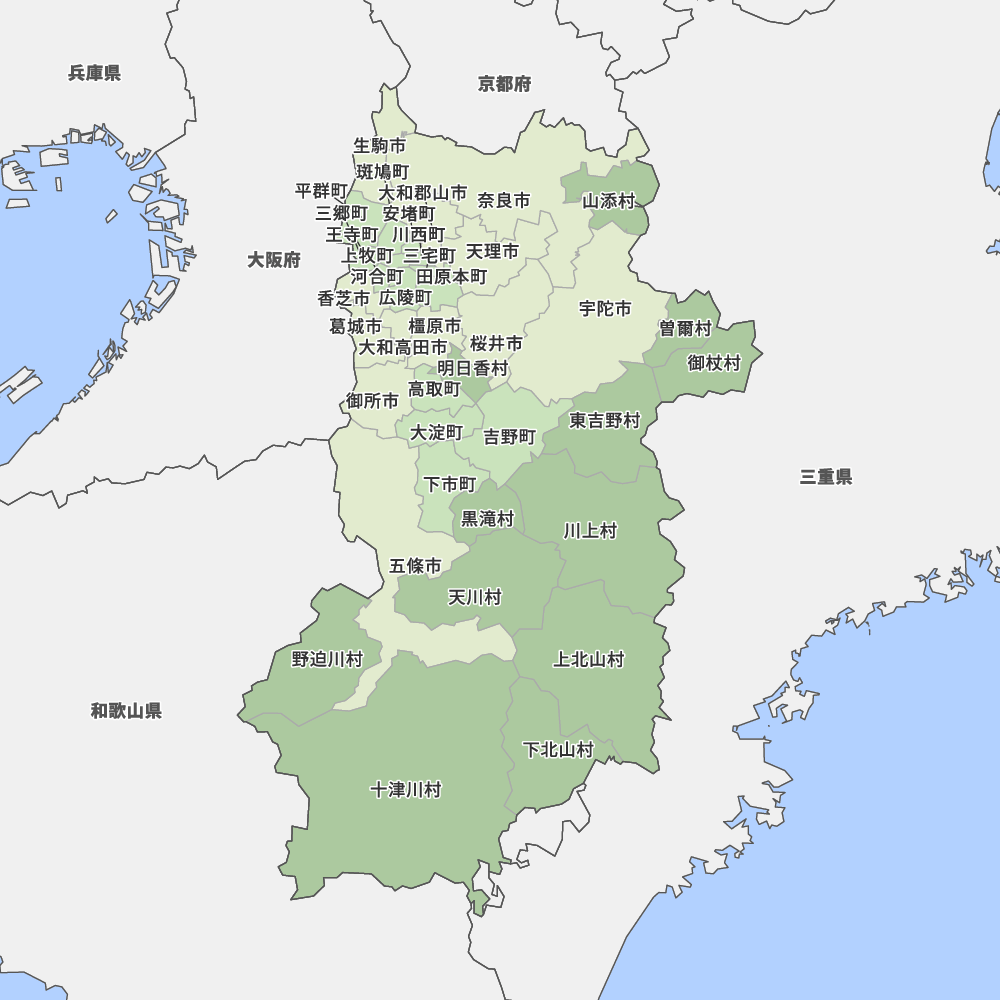 兵庫県
京都府
生駒市
斑鳩町
平群町
大和郡山市
奈良市
山添村
三郷町
安堵町
王寺町
川西町
大阪府
上牧町
三宅町
天理市
河合町
田原本町
香芝市
広陵町
宇陀市
葛城市
橿原市
曽爾村
大和高田市
桜井市
御杖村
明日香村
高取町
御所市
東吉野村
大淀町
吉野町
三重県
下市町
黒滝村
川上村
五條市
天川村
野迫川村
上北山村
和歌山県
下北山村
十津川村